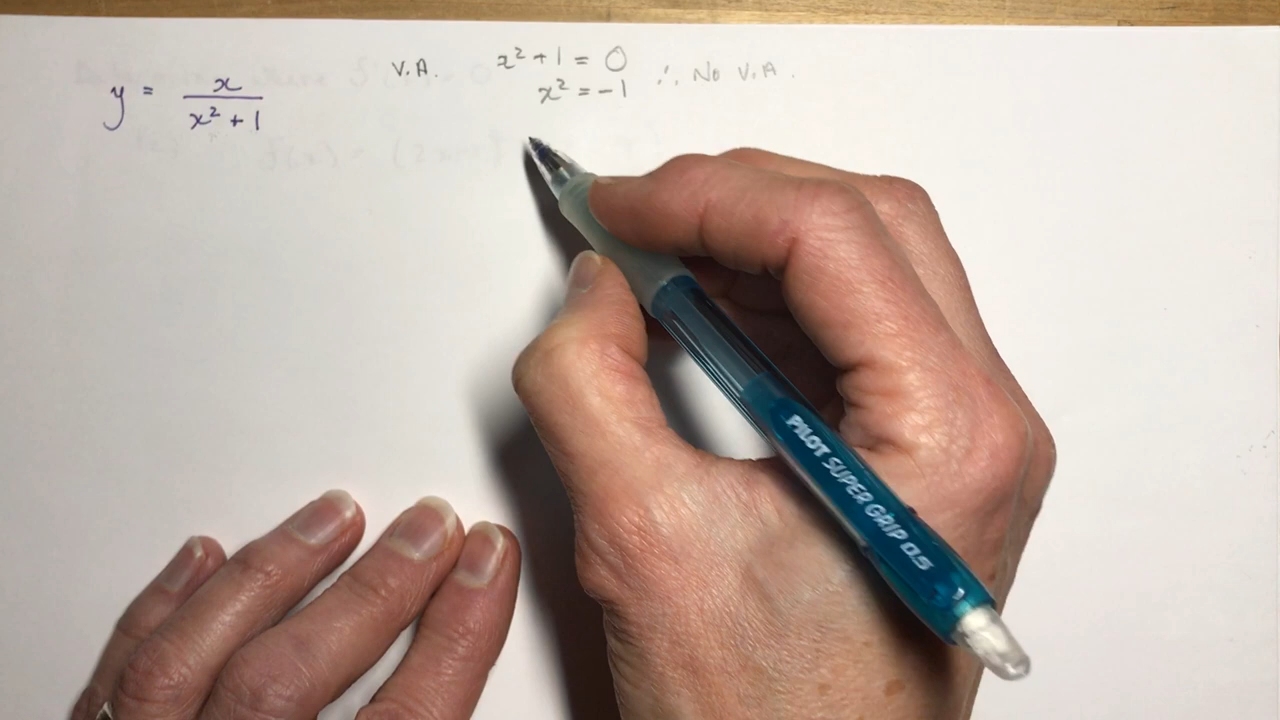 y = x / x² + 1
V.A. x² + 1 = 0
x² = -1 ∴ No V.A.
PILOT SUPER GRIP 0.5